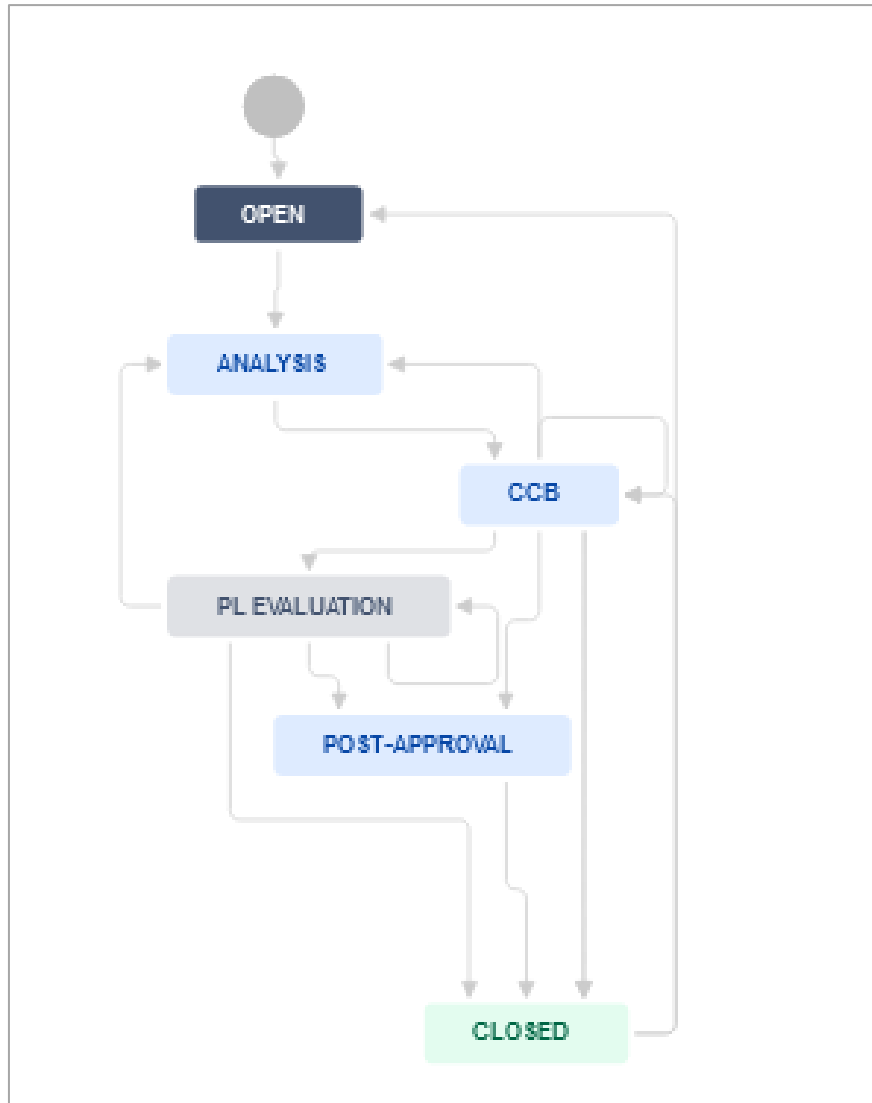 OPEN
ANALYSIS
CCB
PL EVALUATION
POST-APPROVAL
CLOSED